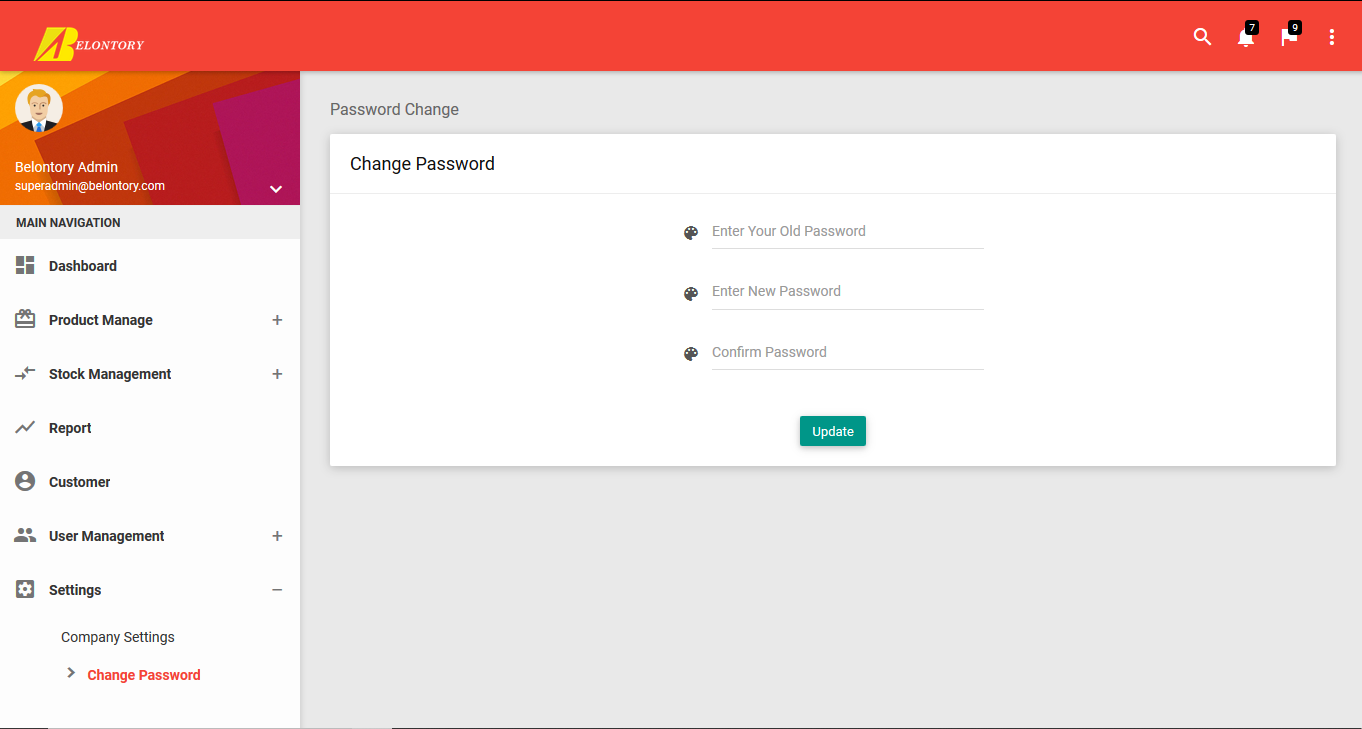 BELONTORY
7
9
Belontory Admin
superadmin@belontory.com
MAIN NAVIGATION
Dashboard
Product Manage
Stock Management
Report
Customer
User Management
Settings
Company Settings
Change Password
Password Change
Change Password
Enter Your Old Password
Enter New Password
Confirm Password
Update